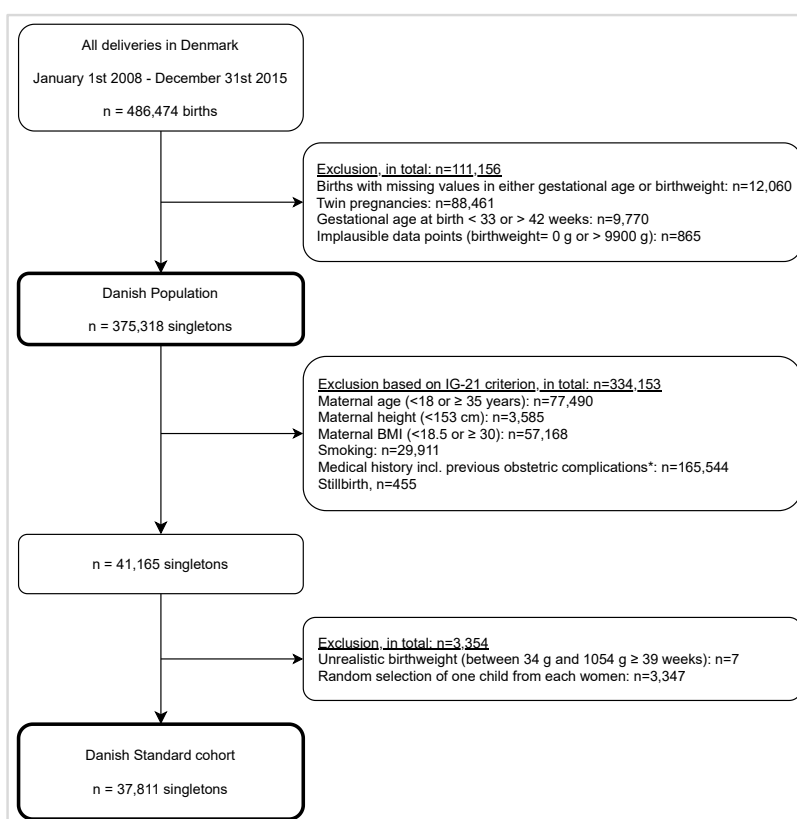 All deliveries in Denmark
January 1st 2008 - December 31st 2015
n = 486,474 births
Exclusion, in total: n=111,156
Births with missing values in either gestational age or birthweight: n=12,060
Twin pregnancies: n=88,461
Gestational age at birth < 33 or > 42 weeks: n=9,770
Implausible data points (birthweight= 0 g or > 9900 g): n=865
Danish Population
n = 375,318 singletons
Exclusion based on IG-21 criterion, in total: n=334,153
Maternal age (<18 or ≥ 35 years): n=77,490
Maternal height (<153 cm): n=3,585
Maternal BMI (<18.5 or ≥ 30): n=57,168
Smoking: n=29,911
Medical history incl. previous obstetric complications*: n=165,544
Stillbirth, n=455
n = 41,165 singletons
Exclusion, in total: n=3,354
Unrealistic birthweight (between 34 g and 1054 g ≥ 39 weeks): n=7
Random selection of one child from each women: n=3,347
Danish Standard cohort
n = 37,811 singletons